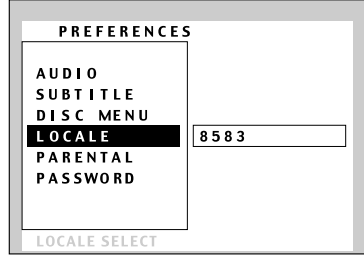 PREFERENCES
AUDIO
SUBTITLE
DISC MENU
LOCALE 8583
PARENTAL
PASSWORD
LOCALE SELECT